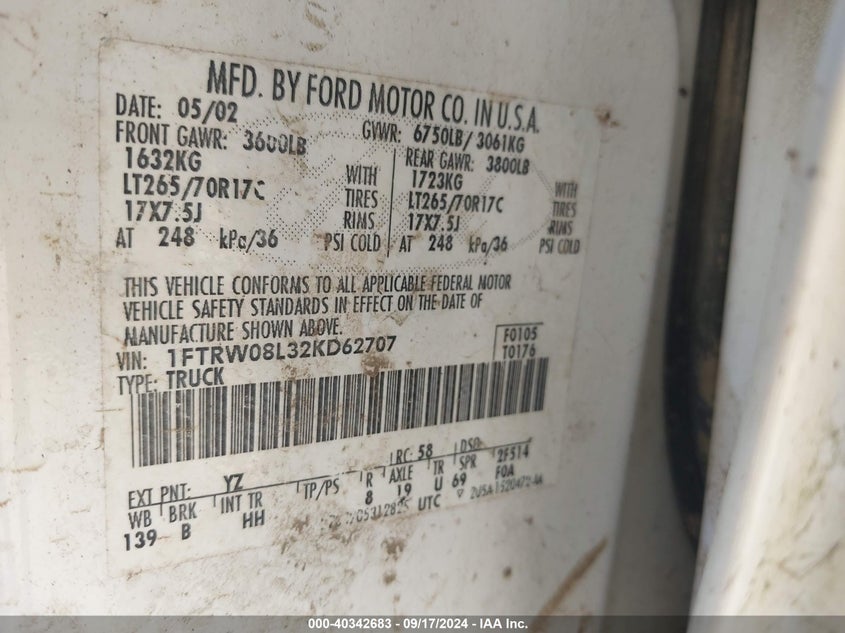 MFD. BY FORD MOTOR CO. IN U.S.A.
DATE: 05/02 GVWR: 6750LB/ 3061KG
FRONT GAWR: 3600LB REAR GAWR: 3800LB
1632KG WITH 1723KG WITH
LT265/70R17C TIRES LT265/70R17C TIRES
17X7.5J RIMS 17X7.5J RIMS
AT 248 kPa/36 PSI COLD AT 248 kPa/36 PSI COLD
THIS VEHICLE CONFORMS TO ALL APPLICABLE FEDERAL MOTOR
VEHICLE SAFETY STANDARDS IN EFFECT ON THE DATE OF
MANUFACTURE SHOWN ABOVE.
VIN: 1FTRW08L32KD62707 F0105
TYPE: TRUCK T0176
EXT PNT: YZ RC: 58 DSO:
WB BRK INT TR TP/PS R AXLE TR SPR 2F514
139 B HH 8 19 U 69 F0A
UTC
000-40342683 - 09/17/2024 - IAA Inc.